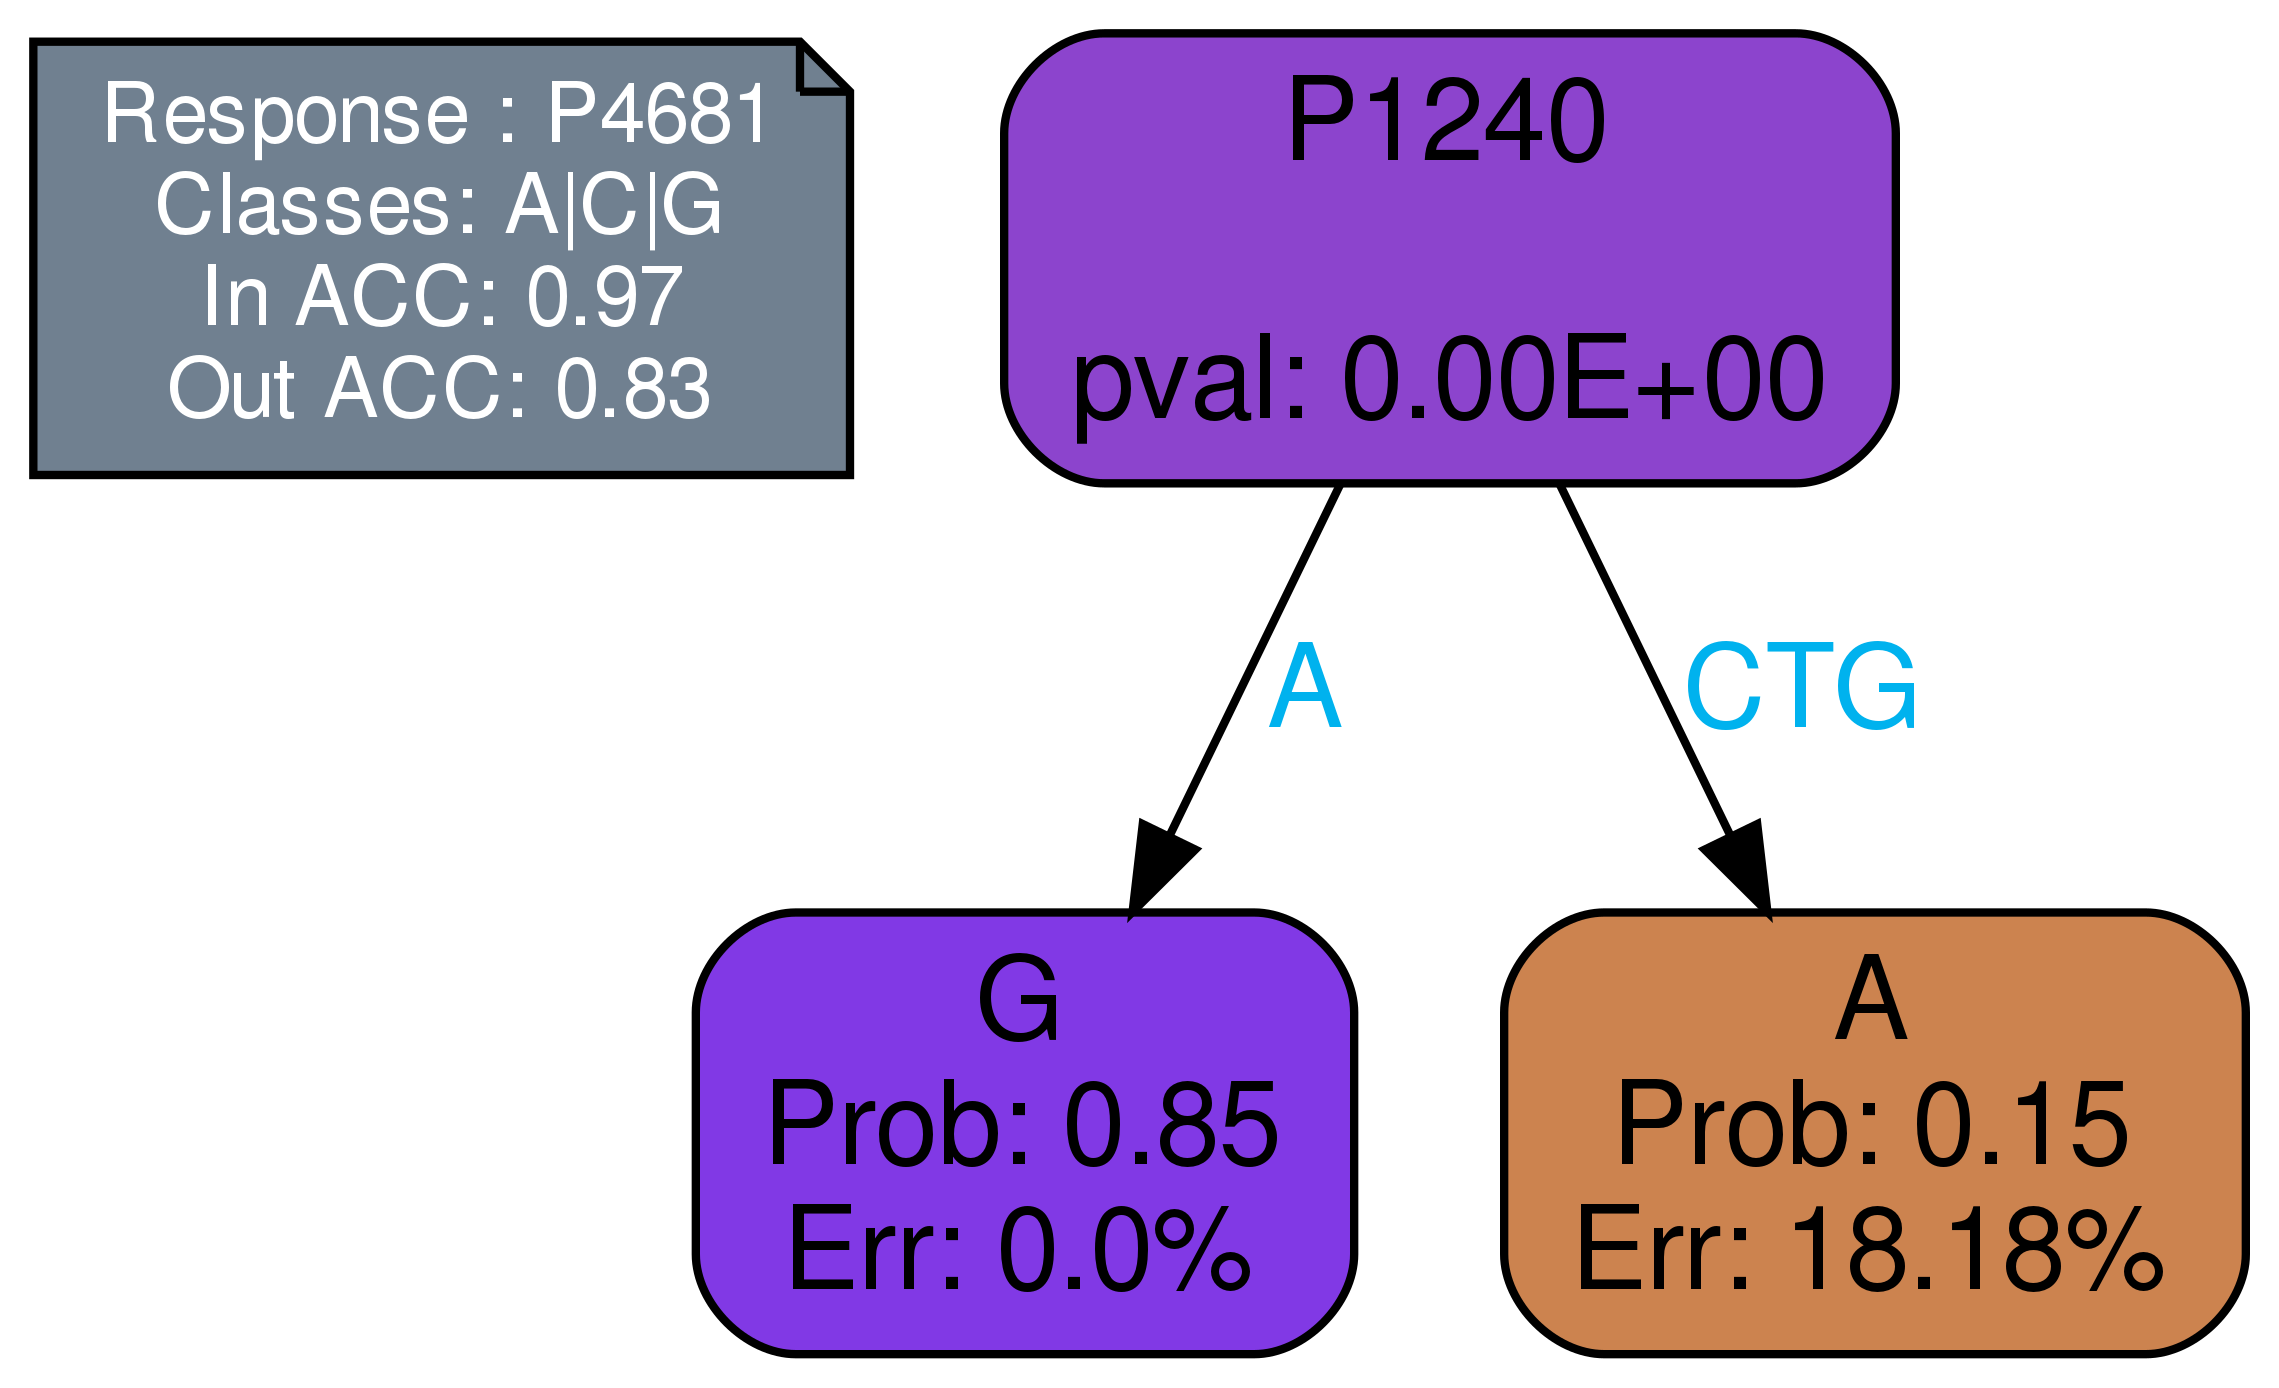 Response : P4681
Classes: A|C|G
In ACC: 0.97
Out ACC: 0.83
P1240
pval: 0.00E+00
A
CTG
G
Prob: 0.85
Err: 0.0%
A
Prob: 0.15
Err: 18.18%